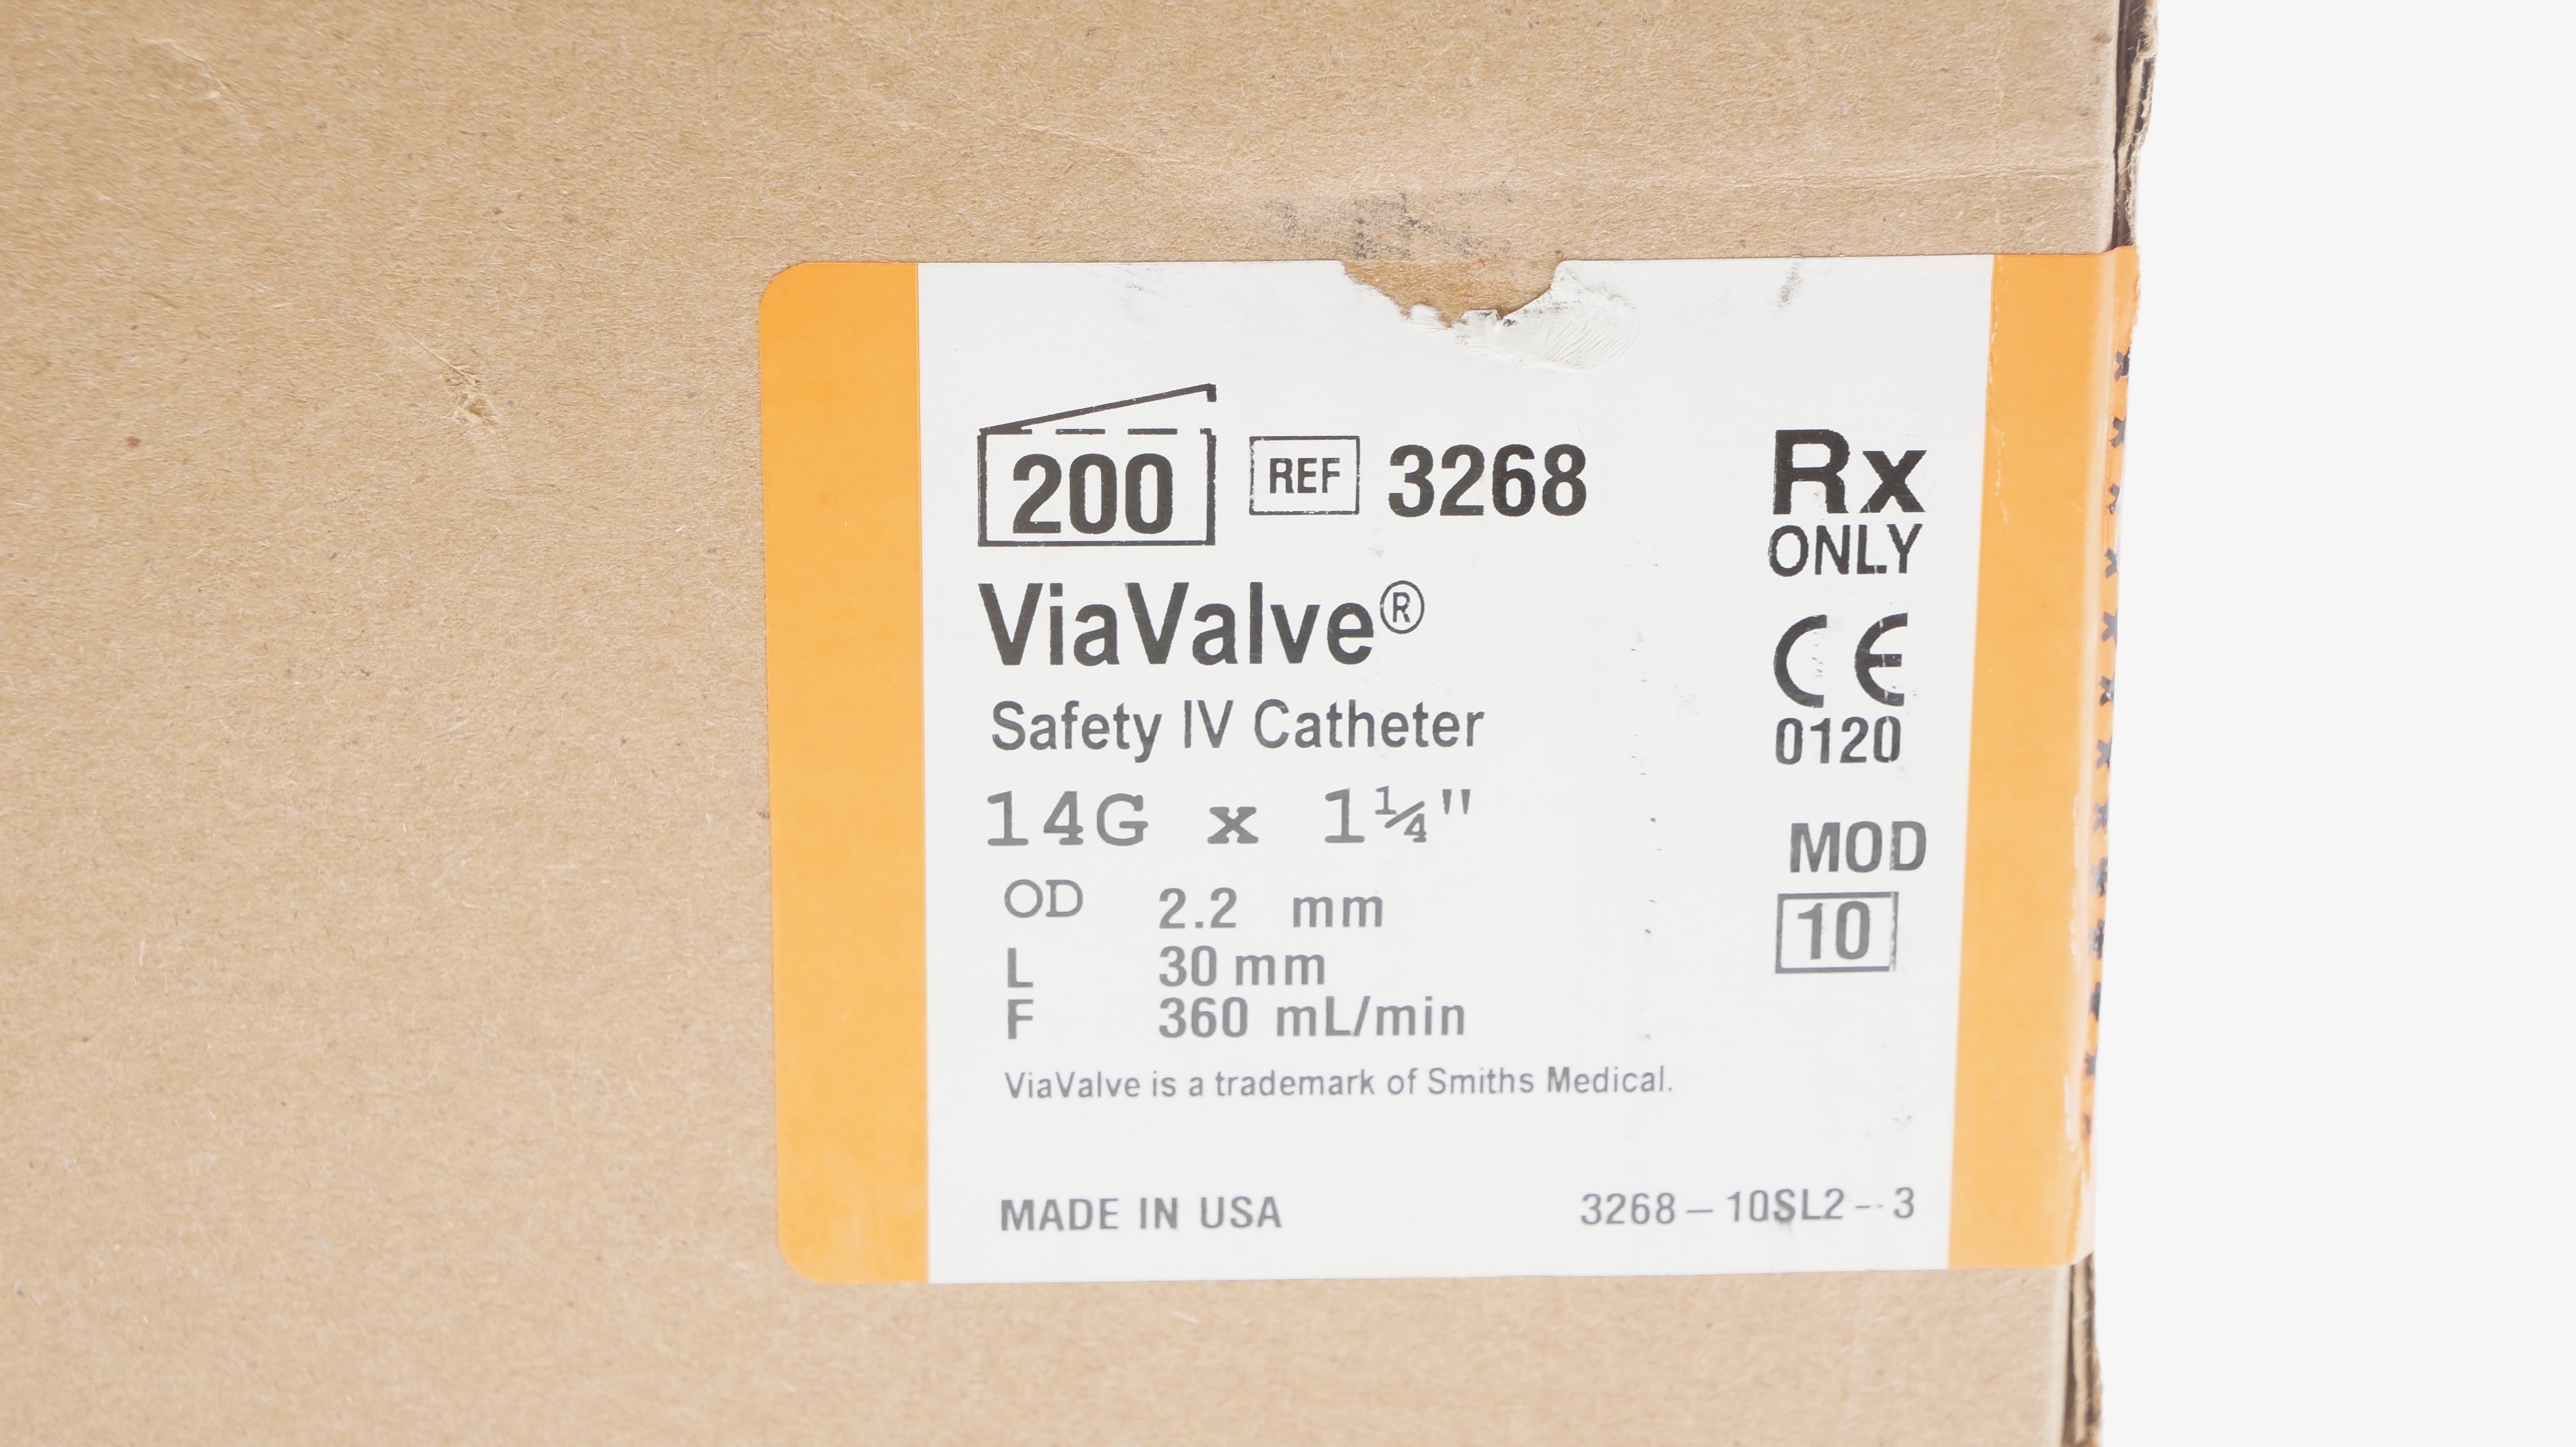 200 REF 3268
Rx
ONLY
ViaValve®
Safety IV Catheter
CE
0120
14G x 1¼"
MOD
10
OD 2.2 mm
L 30 mm
F 360 mL/min
ViaValve is a trademark of Smiths Medical.
MADE IN USA
3268-10SL2-3